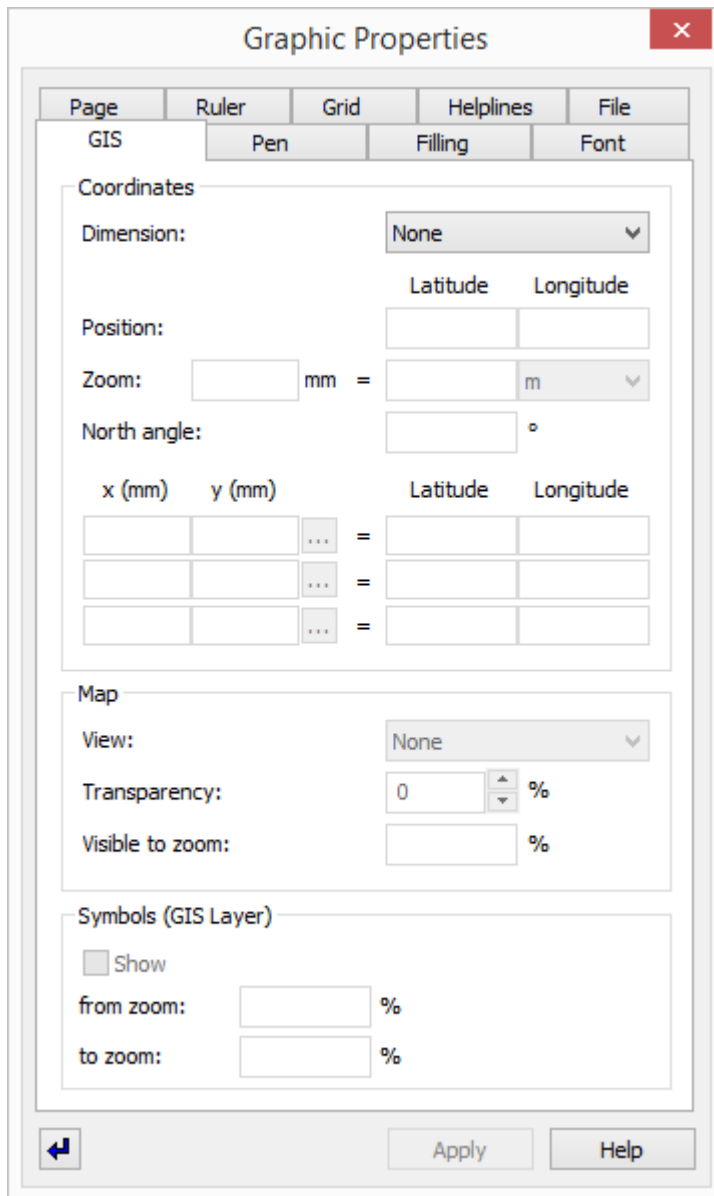 Graphic Properties
Page Ruler Grid Helplines File
GIS Pen Filling Font
Coordinates
Dimension: None
Latitude Longitude
Position:
Zoom: mm = m
North angle: °
x (mm) y (mm) Latitude Longitude
... =
... =
... =
Map
View: None
Transparency: 0 %
Visible to zoom: %
Symbols (GIS Layer)
Show
from zoom: %
to zoom: %
Apply Help